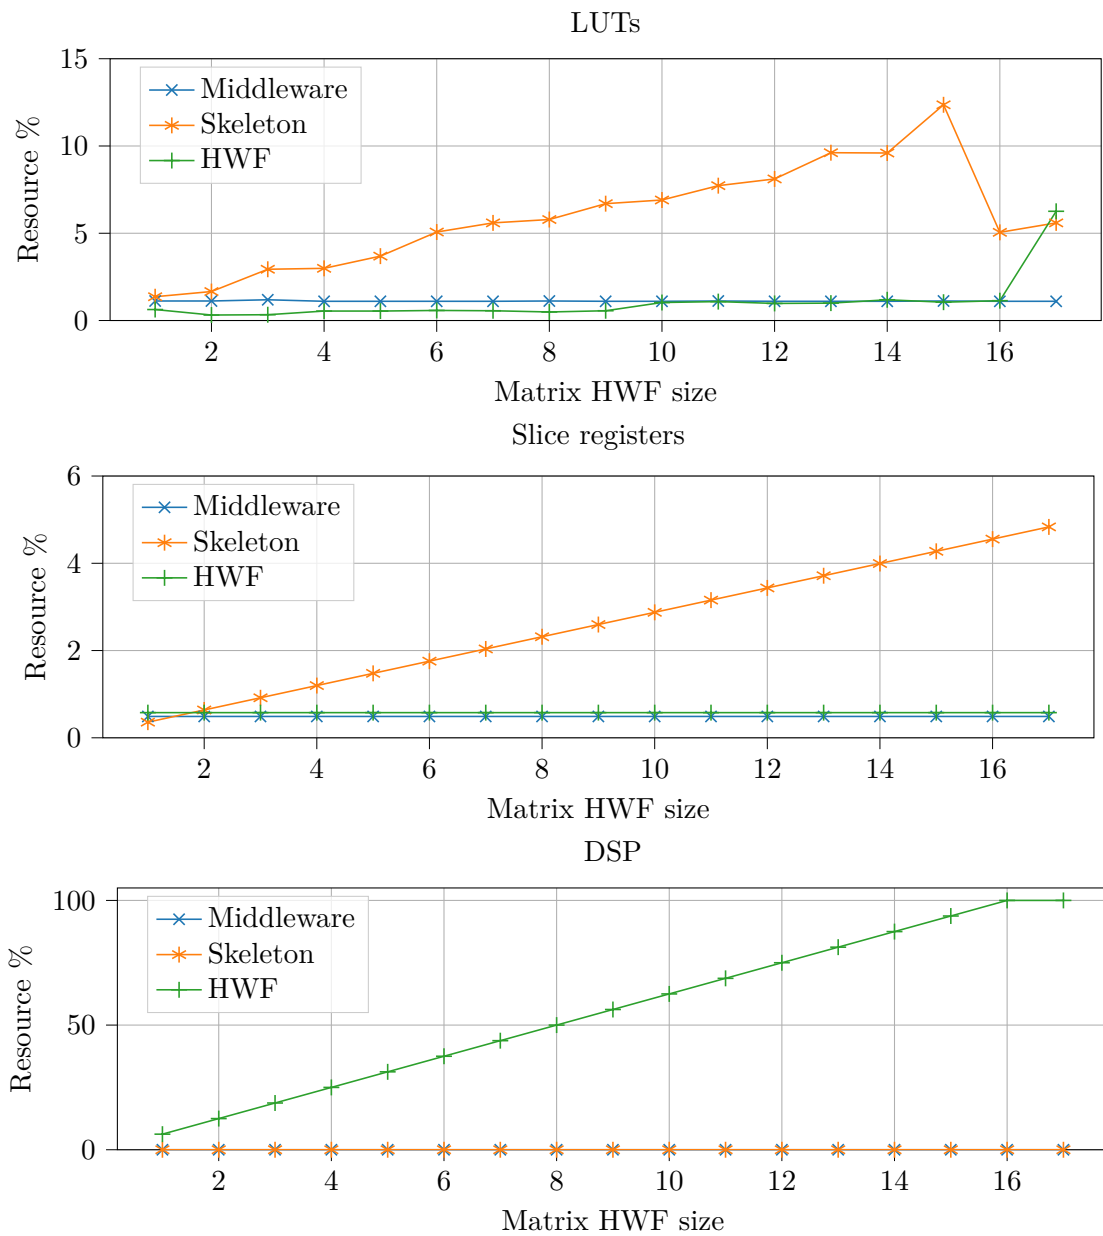 LUTs
15
10
5
0
Resource %
Middleware
Skeleton
HWF
2 4 6 8 10 12 14 16
Matrix HWF size
Slice registers
6
4
2
0
Resource %
Middleware
Skeleton
HWF
2 4 6 8 10 12 14 16
Matrix HWF size
DSP
100
50
0
Resource %
Middleware
Skeleton
HWF
2 4 6 8 10 12 14 16
Matrix HWF size